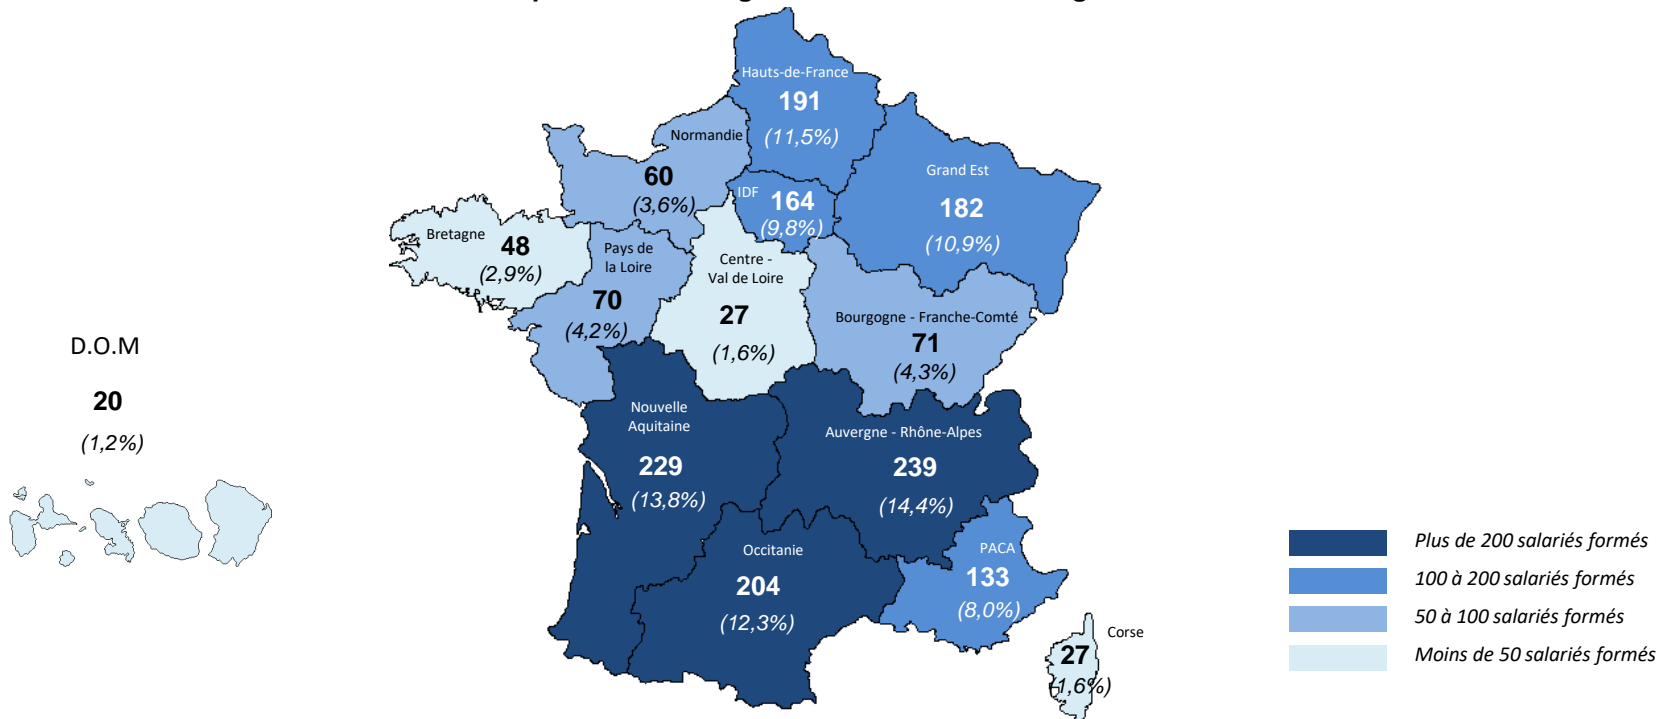 Hauts-de-France
191
(11,5%)
Normandie
60
(3,6%)
IDF
164
(9,8%)
Grand Est
182
(10,9%)
Bretagne
48
(2,9%)
Pays de
la Loire
70
(4,2%)
Centre -
Val de Loire
27
(1,6%)
Bourgogne - Franche-Comté
71
(4,3%)
D.O.M
20
(1,2%)
Nouvelle
Aquitaine
229
(13,8%)
Auvergne - Rhône-Alpes
239
(14,4%)
Occitanie
204
(12,3%)
PACA
133
(8,0%)
Corse
27
(1,6%)
Plus de 200 salariés formés
100 à 200 salariés formés
50 à 100 salariés formés
Moins de 50 salariés formés